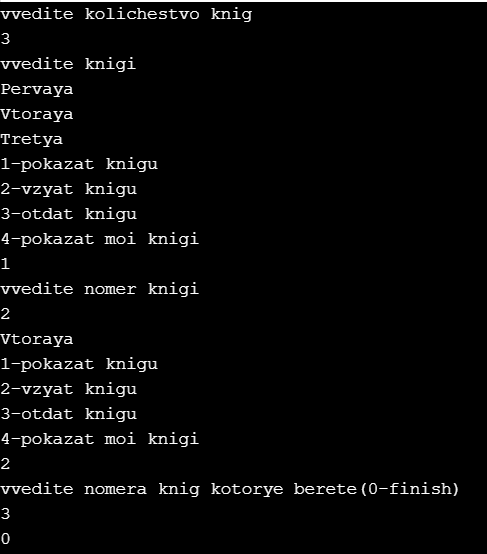 vvedite kolichestvo knig
3
vvedite knigi
Pervaya
Vtoraya
Tretya
1-pokazat knigu
2-vzyat knigu
3-otdat knigu
4-pokazat moi knigi
1
vvedite nomer knigi
2
Vtoraya
1-pokazat knigu
2-vzyat knigu
3-otdat knigu
4-pokazat moi knigi
2
vvedite nomera knig kotorye berete(0-finish)
3
0